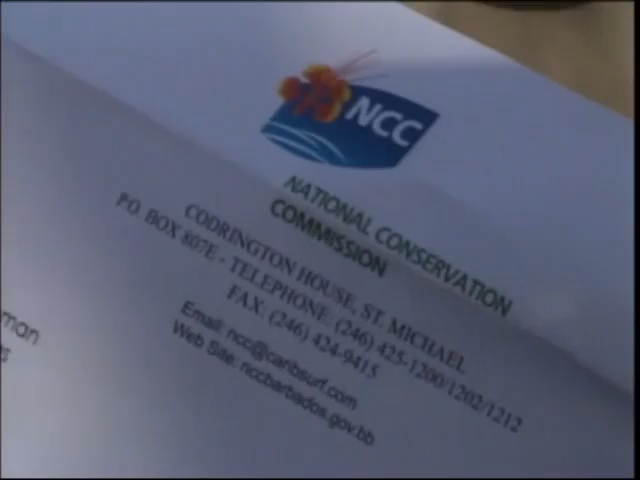 NCC
NATIONAL CONSERVATION
COMMISSION
CODRINGTON HOUSE, ST. MICHAEL
P.O. BOX 807E - TELEPHONE: (246) 425-1200/1202/1212
FAX: (246) 424-9415
Email: ncc@caribsurf.com
Web Site: nccbarbados.gov.bb